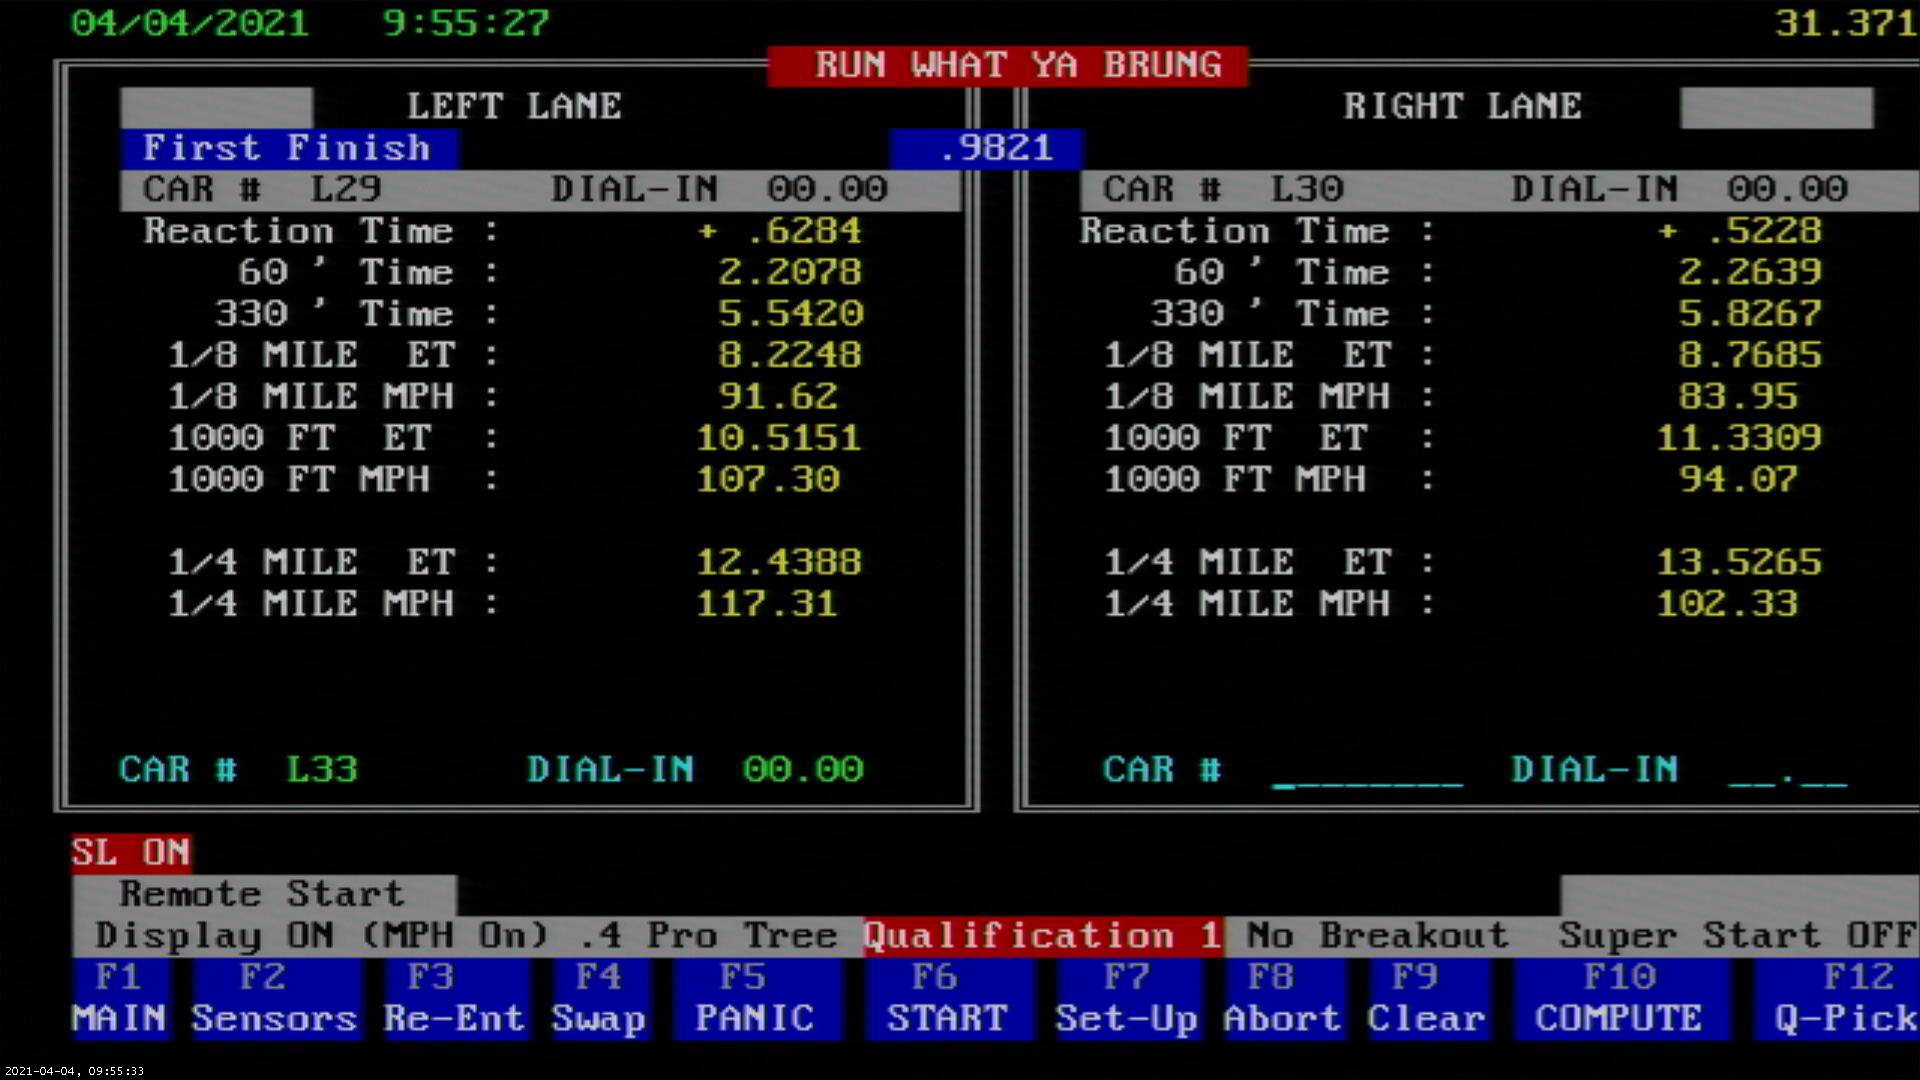 04/04/2021 9:55:27 31.371
RUN WHAT YA BRUNG
LEFT LANE RIGHT LANE
First Finish .9821
CAR # L29 DIAL-IN 00.00 CAR # L30 DIAL-IN 00.00
Reaction Time : + .6284 Reaction Time : + .5228
60 ' Time : 2.2078 60 ' Time : 2.2639
330 ' Time : 5.5420 330 ' Time : 5.8267
1/8 MILE ET : 8.2248 1/8 MILE ET : 8.7685
1/8 MILE MPH : 91.62 1/8 MILE MPH : 83.95
1000 FT ET : 10.5151 1000 FT ET : 11.3309
1000 FT MPH : 107.30 1000 FT MPH : 94.07
1/4 MILE ET : 12.4388 1/4 MILE ET : 13.5265
1/4 MILE MPH : 117.31 1/4 MILE MPH : 102.33
CAR # L33 DIAL-IN 00.00 CAR # ________ DIAL-IN __.__
SL ON
Remote Start
Display ON (MPH On) .4 Pro Tree Qualification 1 No Breakout Super Start OFF
F1 F2 F3 F4 F5 F6 F7 F8 F9 F10 F12
MAIN Sensors Re-Ent Swap PANIC START Set-Up Abort Clear COMPUTE Q-Pick
2021-04-04, 09:55:33